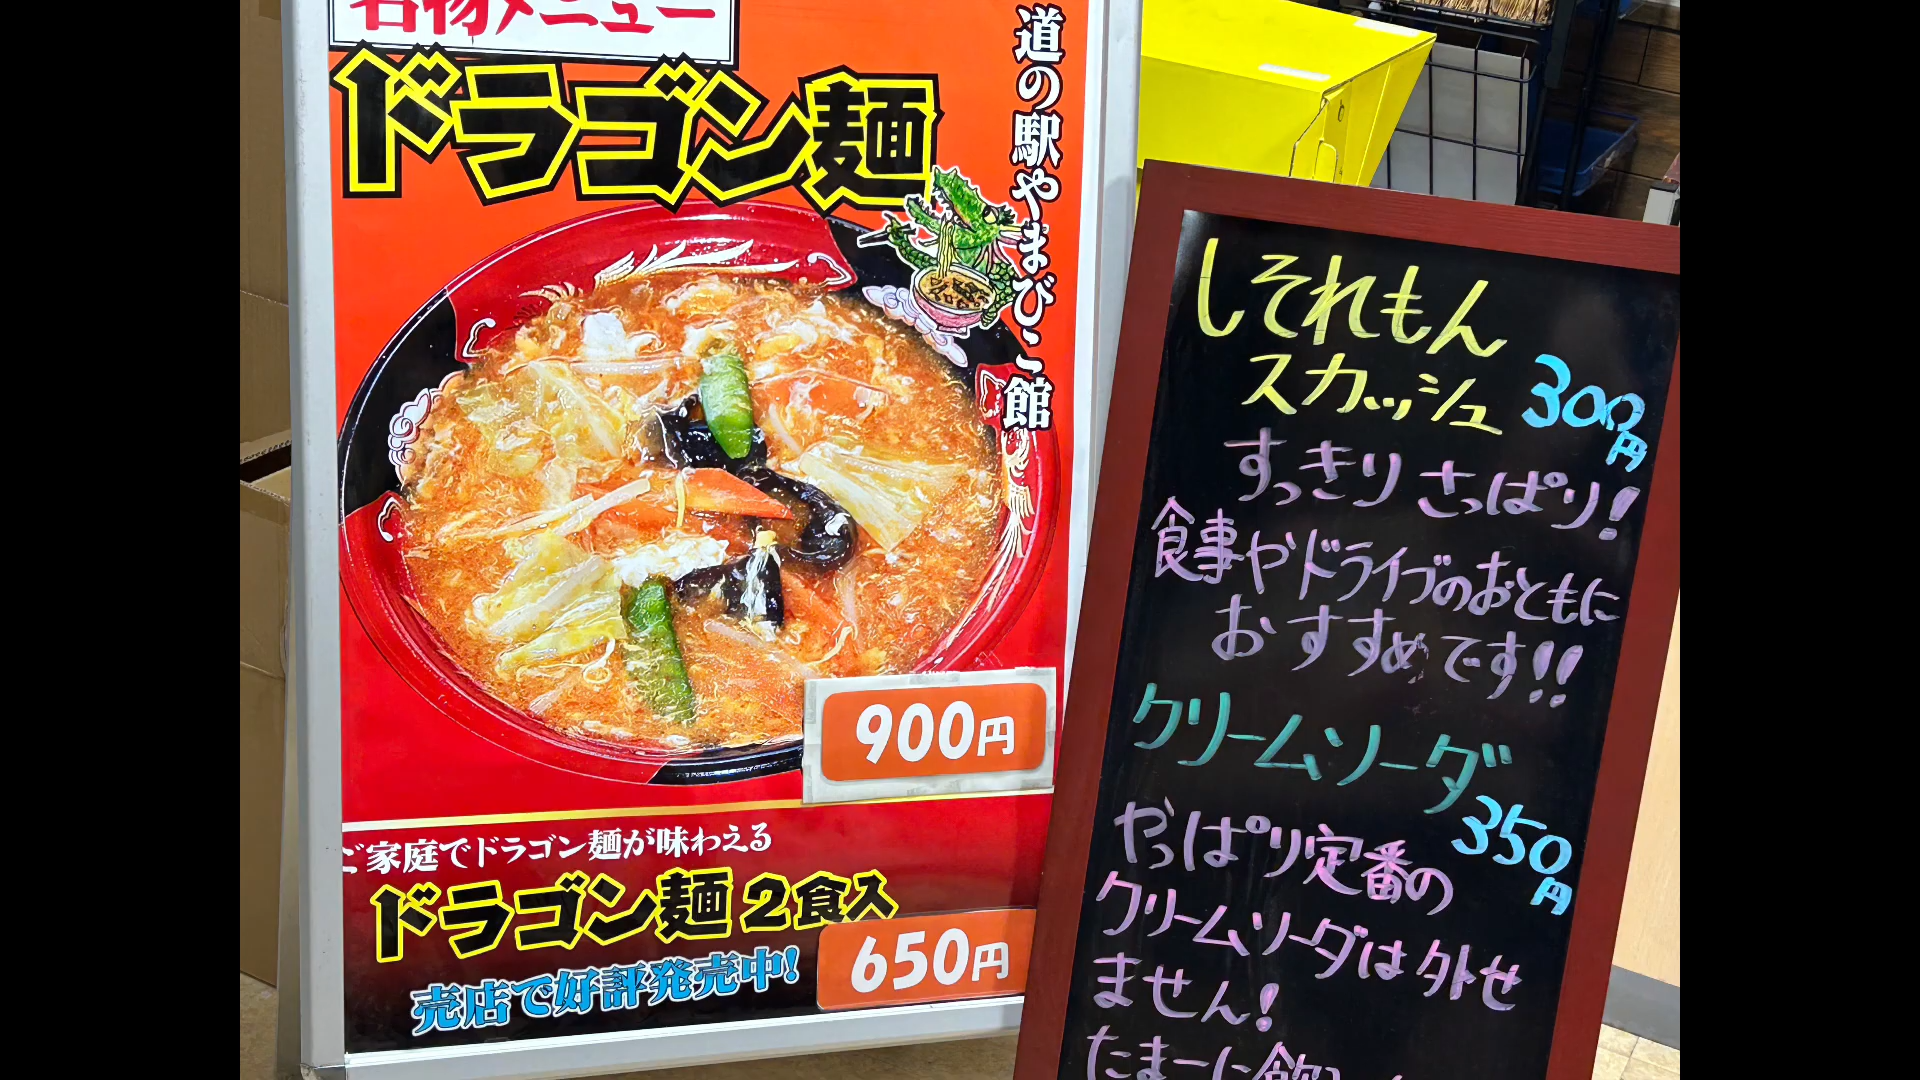 名物メニュー
ドラゴン麺
道の駅やまびこ館
900円
ご家庭でドラゴン麺が味わえる
ドラゴン麺 2食入
650円
売店で好評発売中!
しそれもん
スカッシュ 300円
すっきり さっぱり!
食事やドライブのおともに
おすすめです!!
クリームソーダ
350円
やっぱり定番の
クリームソーダは外せ
ません!
たまーに飲